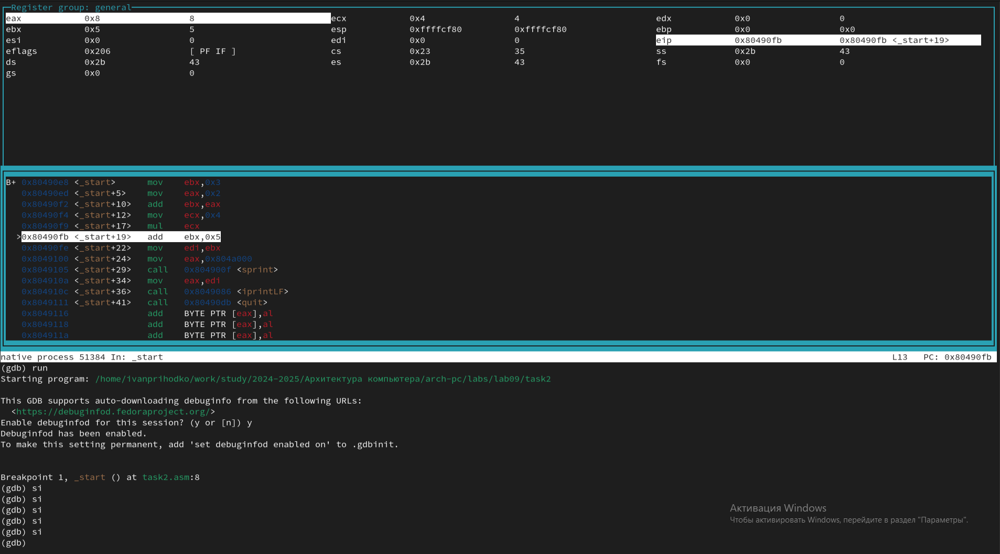 Register group: general
eax 0x8 8 ecx 0x4 4 edx 0x0 0
ebx 0x5 5 esp 0xffffcf80 0xffffcf80 ebp 0x0 0x0
esi 0x0 0 edi 0x0 0 eip 0x80490fb 0x80490fb <_start+19>
eflags 0x206 [ PF IF ] cs 0x23 35 ss 0x2b 43
ds 0x2b 43 es 0x2b 43 fs 0x0 0
gs 0x0 0
B+ 0x80490e8 <_start> mov ebx,0x3
0x80490ed <_start+5> mov eax,0x2
0x80490f2 <_start+10> add ebx,eax
0x80490f4 <_start+12> mov ecx,0x4
0x80490f9 <_start+17> mul ecx
>0x80490fb <_start+19> add ebx,0x5
0x80490fe <_start+22> mov edi,ebx
0x8049100 <_start+24> mov eax,0x804a000
0x8049105 <_start+29> call 0x804900f <sprint>
0x804910a <_start+34> mov eax,edi
0x804910c <_start+36> call 0x8049086 <iprintLF>
0x8049111 <_start+41> call 0x80490db <quit>
0x8049116 add BYTE PTR [eax],al
0x8049118 add BYTE PTR [eax],al
0x804911a add BYTE PTR [eax],al
native process 51384 In: _start L13 PC: 0x80490fb
(gdb) run
Starting program: /home/ivanprihodko/work/study/2024-2025/Архитектура компьютера/arch-pc/labs/lab09/task2
This GDB supports auto-downloading debuginfo from the following URLs:
<https://debuginfod.fedoraproject.org/>
Enable debuginfod for this session? (y or [n]) y
Debuginfod has been enabled.
To make this setting permanent, add 'set debuginfod enabled on' to .gdbinit.
Breakpoint 1, _start () at task2.asm:8
(gdb) si
(gdb) si
(gdb) si
(gdb) si
(gdb) si
(gdb)
Активация Windows
Чтобы активировать Windows, перейдите в раздел "Параметры".